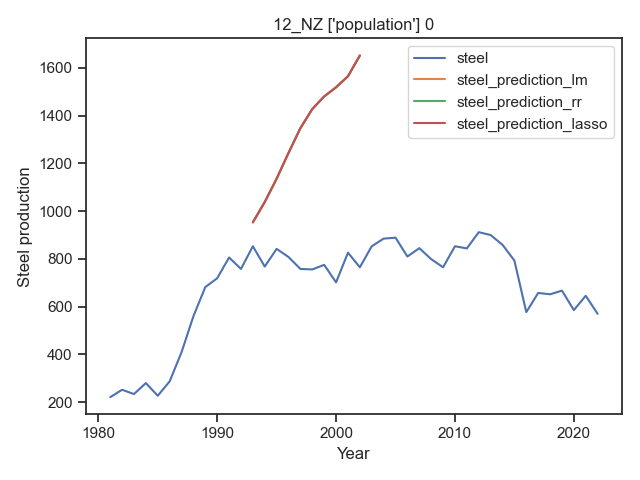 12_NZ ['population'] 0
steel
steel_prediction_lm
steel_prediction_rr
steel_prediction_lasso
1600
1400
1200
1000
800
600
400
200
Steel production
1980
1990
2000
2010
2020
Year